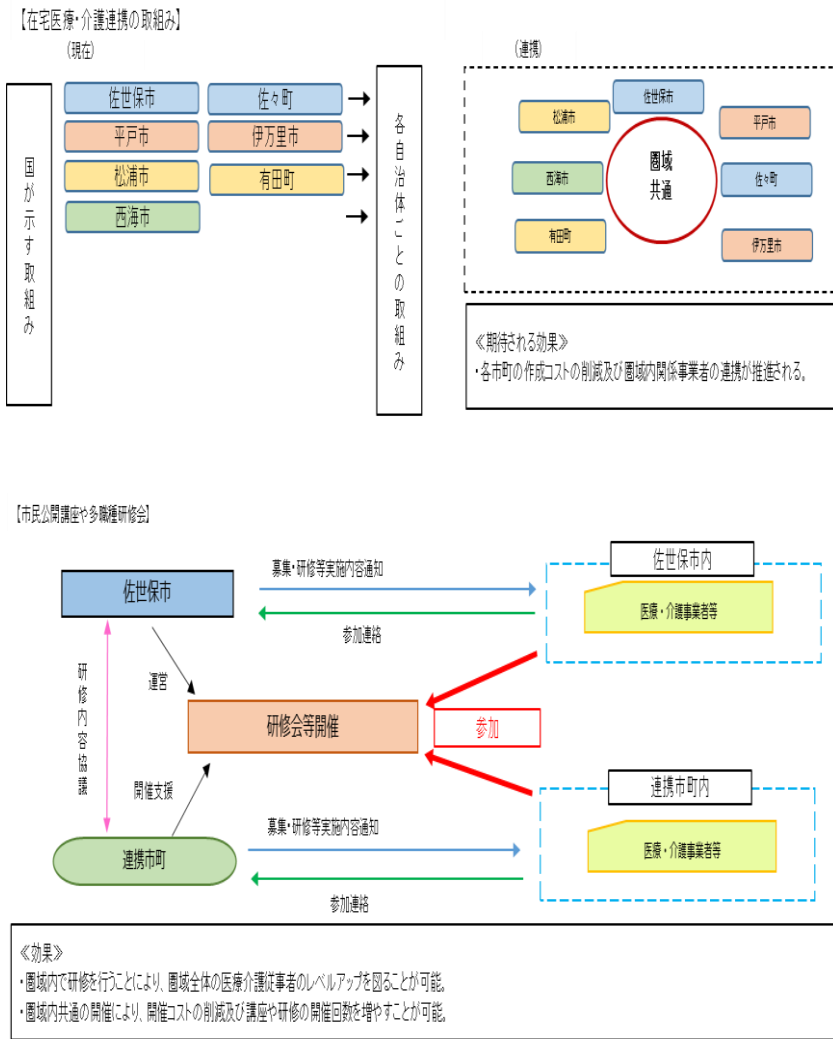 【在宅医療・介護連携の取組み】
(現在)
国が示す取組み
佐世保市
佐々町
平戸市
伊万里市
松浦市
有田町
西海市
各自治体ごとの取組み
(連携)
佐世保市
松浦市
平戸市
圏域
共通
西海市
佐々町
有田町
伊万里市
≪期待される効果≫
・各市町の作成コストの削減及び圏域内関係事業者の連携が推進される。
【市民公開講座や多職種研修会】
佐世保市
募集・研修等実施内容通知
参加連絡
佐世保市内
医療・介護事業者等
研修内容協議
運営
研修会等開催
参加
開催支援
連携市町
募集・研修等実施内容通知
参加連絡
連携市町内
医療・介護事業者等
≪効果≫
・圏域内で研修を行うことにより、圏域全体の医療介護従事者のレベルアップを図ることが可能。
・圏域内共通の開催により、開催コストの削減及び講座や研修の開催回数を増やすことが可能。